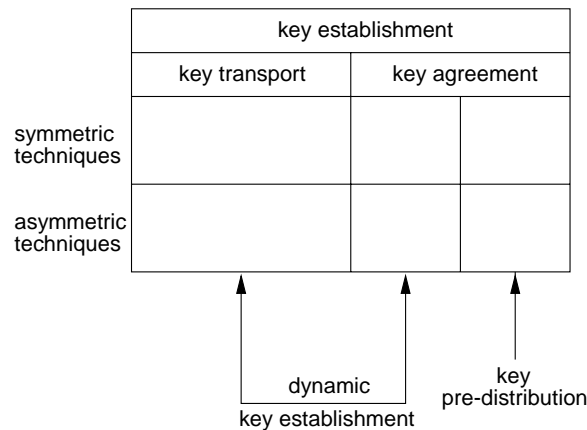 key establishment
key transport
key agreement
symmetric
techniques
asymmetric
techniques
dynamic
key establishment
key
pre-distribution